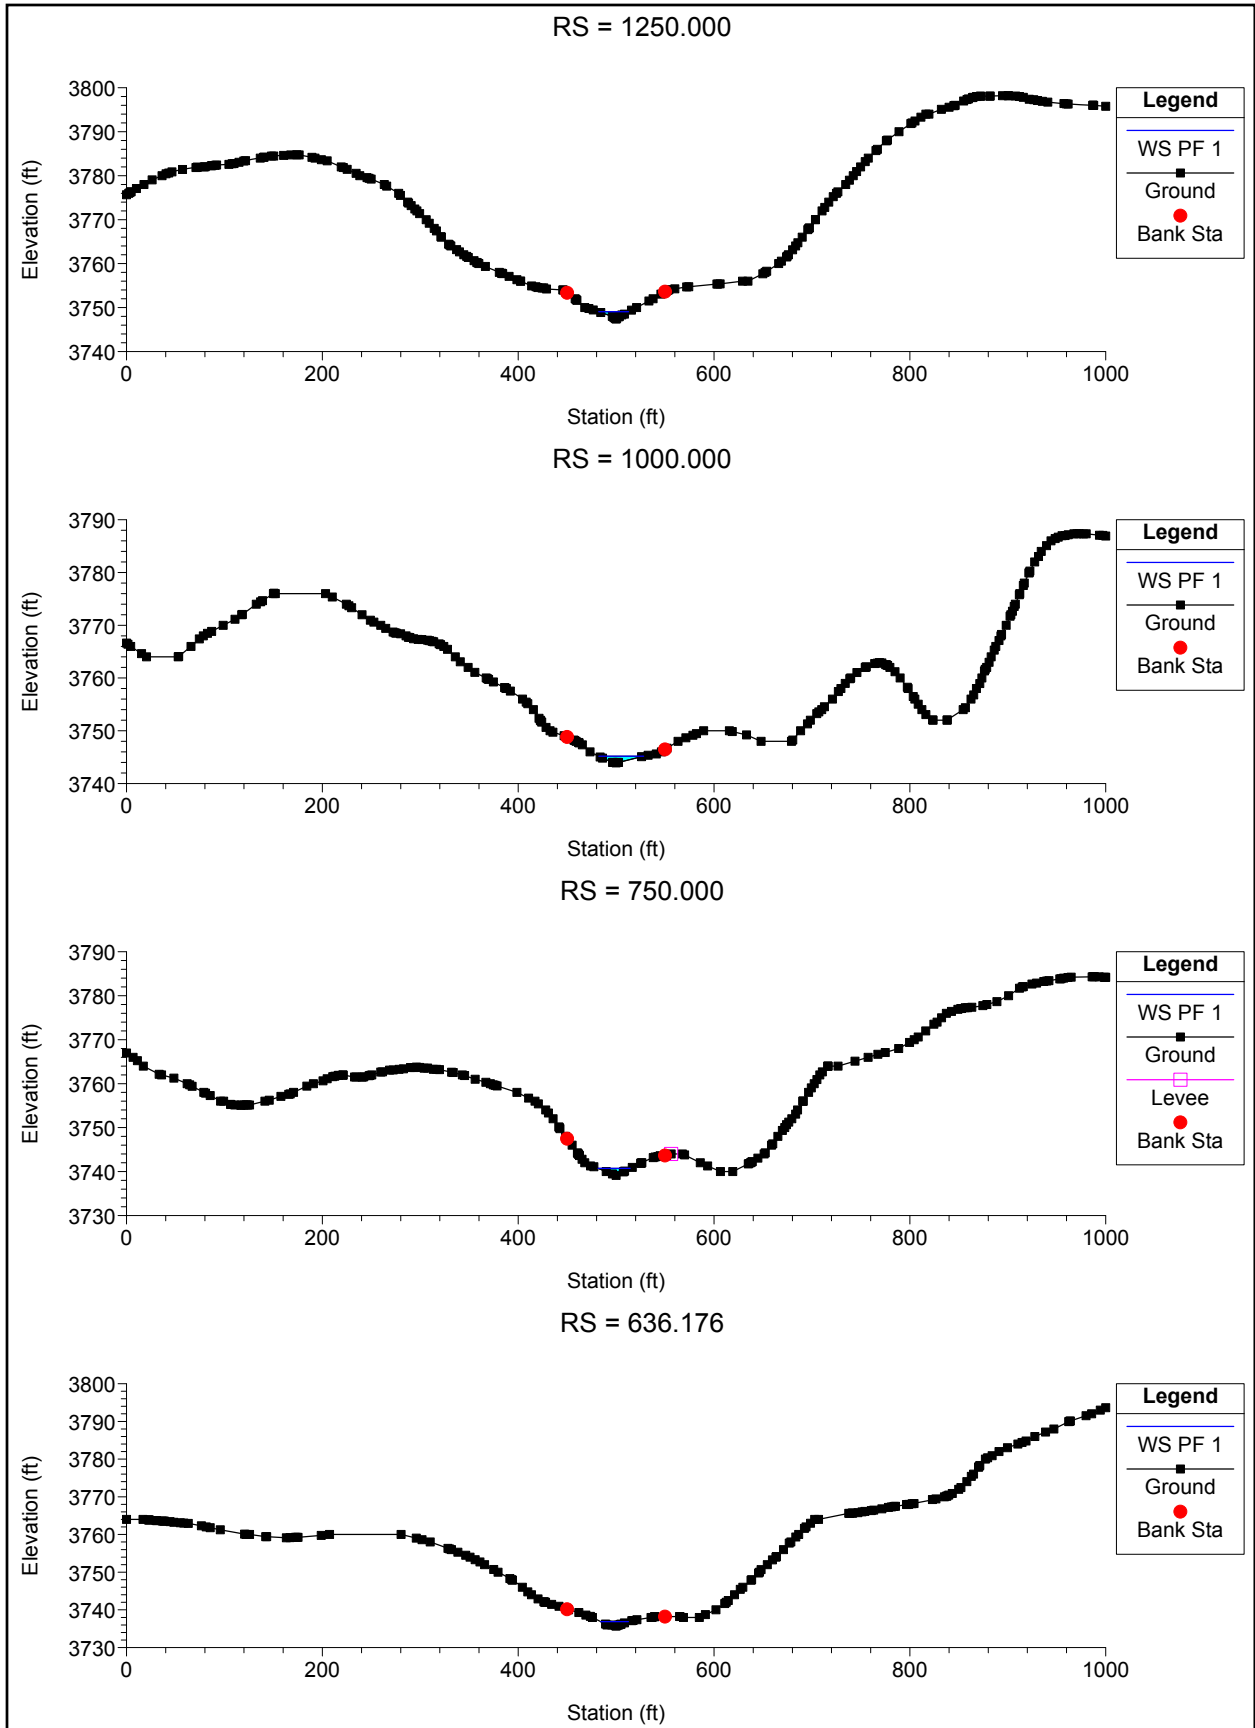 RS = 1250.000
3800
3790
3780
3770
3760
3750
3740
Elevation (ft)
0 200 400 600 800 1000
Station (ft)
Legend
WS PF 1
Ground
Bank Sta
RS = 1000.000
3790
3780
3770
3760
3750
3740
Elevation (ft)
0 200 400 600 800 1000
Station (ft)
Legend
WS PF 1
Ground
Bank Sta
RS = 750.000
3790
3780
3770
3760
3750
3740
3730
Elevation (ft)
0 200 400 600 800 1000
Station (ft)
Legend
WS PF 1
Ground
Levee
Bank Sta
RS = 636.176
3800
3790
3780
3770
3760
3750
3740
3730
Elevation (ft)
0 200 400 600 800 1000
Station (ft)
Legend
WS PF 1
Ground
Bank Sta